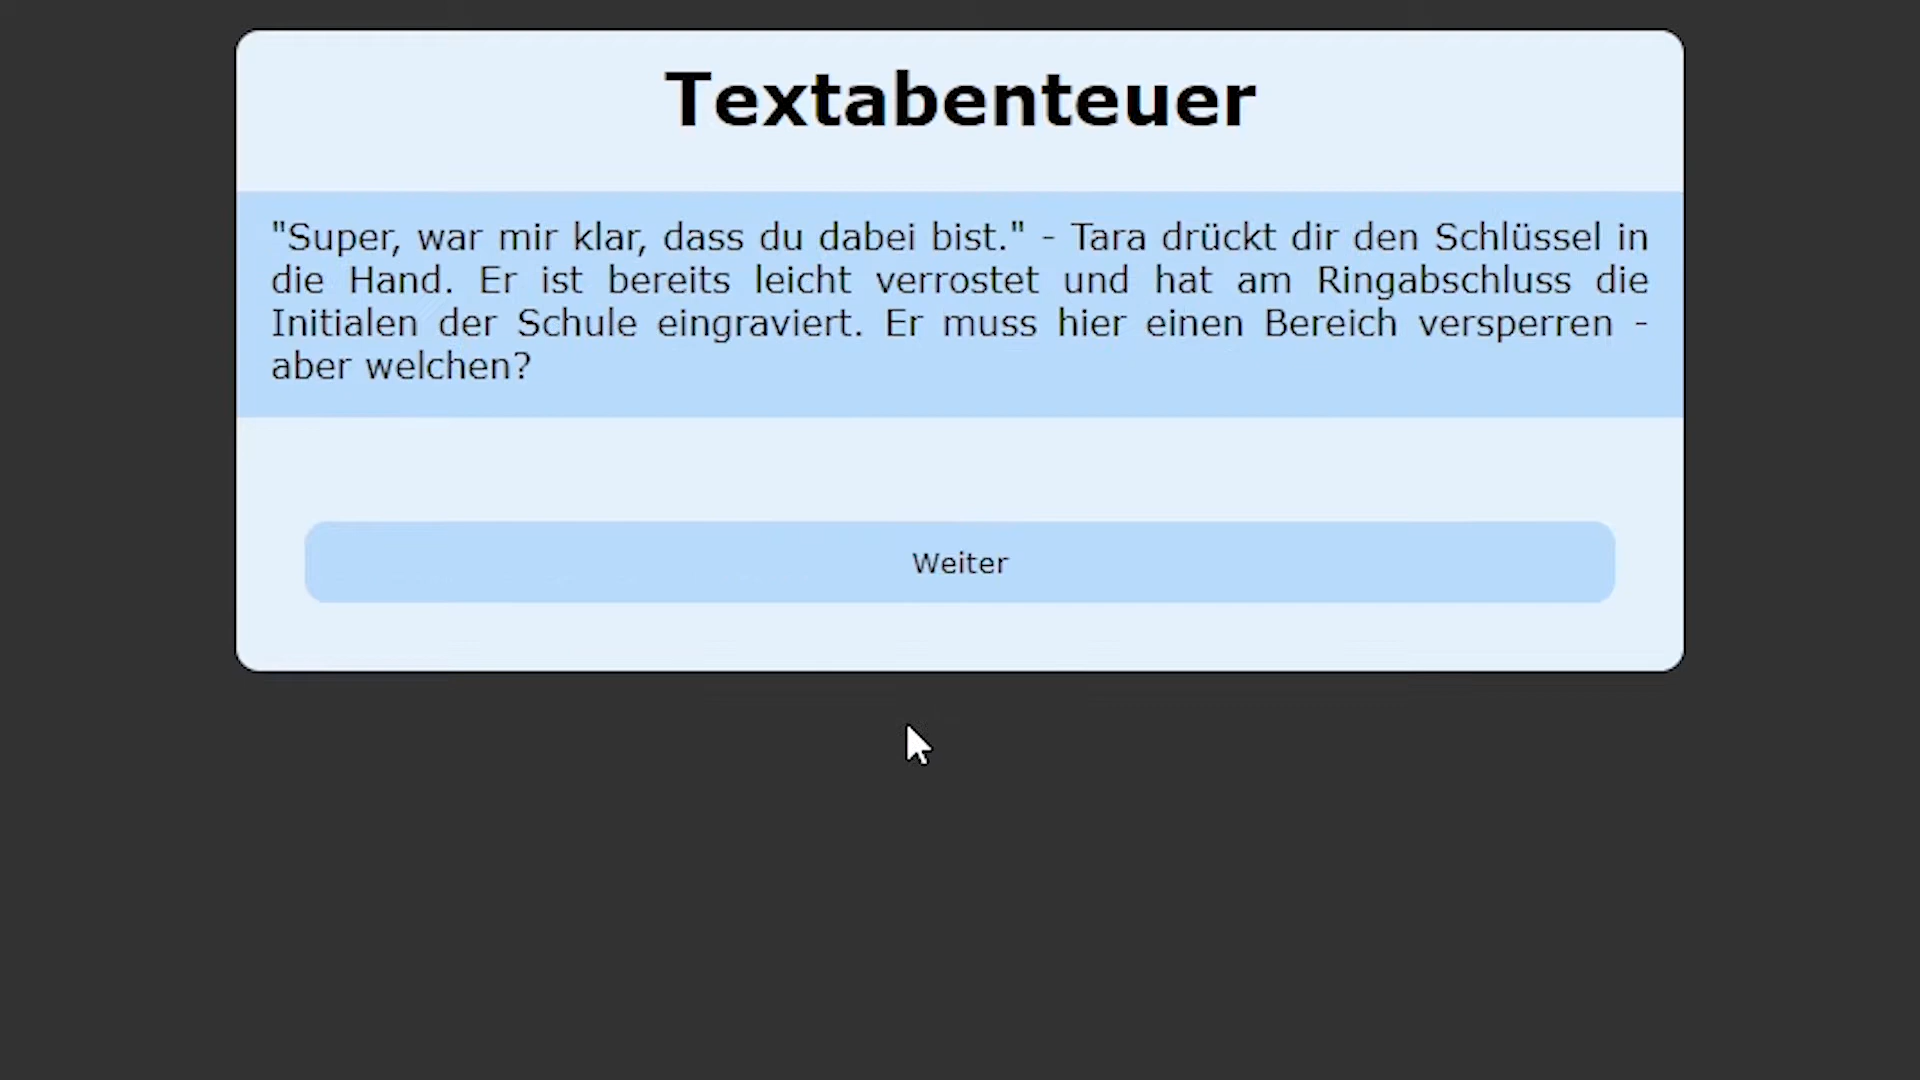 Textabenteuer
"Super, war mir klar, dass du dabei bist." - Tara drückt dir den Schlüssel in
die Hand. Er ist bereits leicht verrostet und hat am Ringabschluss die
Initialen der Schule eingraviert. Er muss hier einen Bereich versperren -
aber welchen?
Weiter